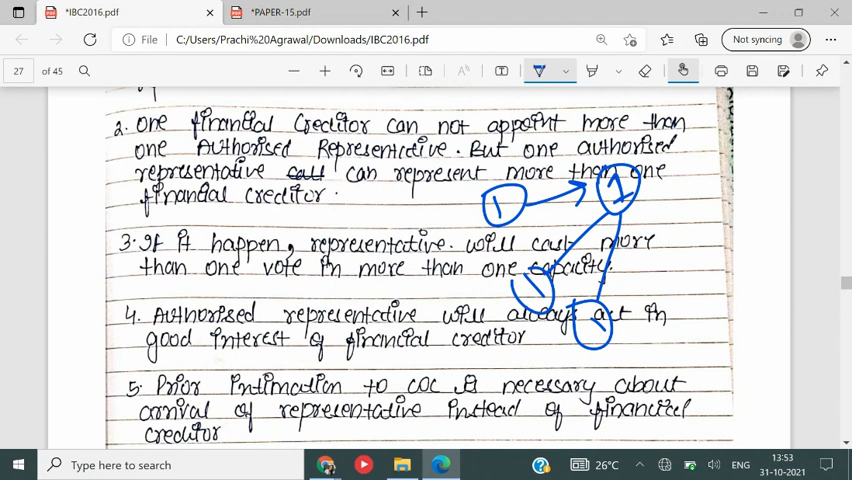 *IBC2016.pdf
*PAPER-15.pdf
File C:/Users/Prachi%20Agrawal/Downloads/IBC2016.pdf
Not syncing
27 of 45
2. One financial Creditor can not appoint more than
one Authorised Representative. But one authorised
representative can represent more then one
financial creditor.
1 1
3. If it happen, representative. will cast more
than one vote in more than one capacity.
1
4. Authorised representative will always act in
good interest of financial creditor
1
5. Prior intimation to COC is necessary about
arrival of representative instead of financial
creditor
Type here to search
26°C ENG 13:53
31-10-2021